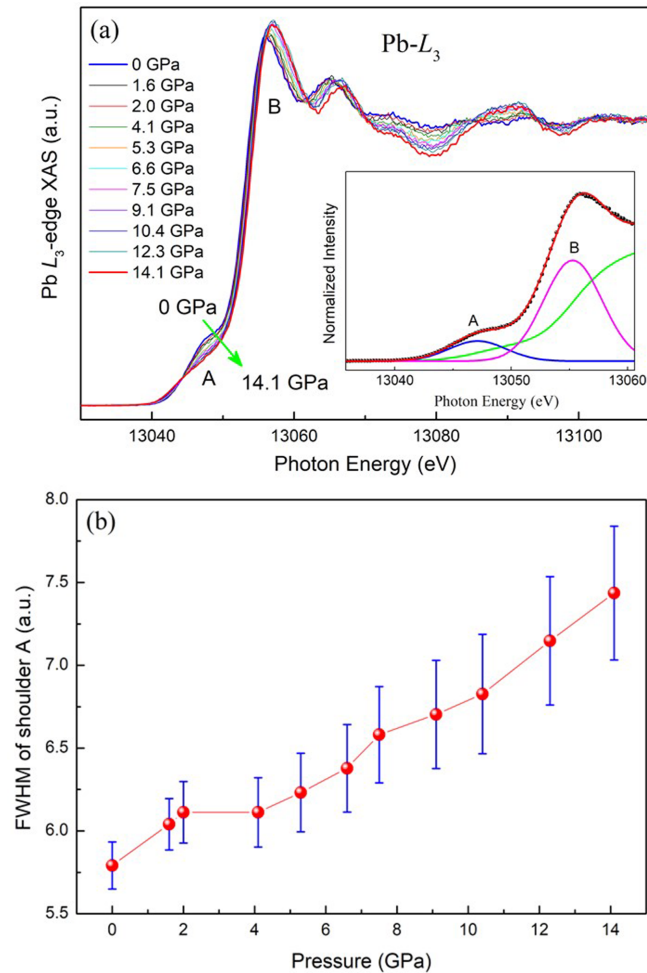 (a)
Pb-L₃
0 GPa
1.6 GPa
2.0 GPa
4.1 GPa
5.3 GPa
6.6 GPa
7.5 GPa
9.1 GPa
10.4 GPa
12.3 GPa
14.1 GPa
B
0 GPa
A
14.1 GPa
Pb L₃-edge XAS (a.u.)
Normalized Intensity
A
B
13040 13050 13060
Photon Energy (eV)
13040 13060 13080 13100
Photon Energy (eV)
(b)
FWHM of shoulder A (a.u.)
8.0
7.5
7.0
6.5
6.0
5.5
0 2 4 6 8 10 12 14
Pressure (GPa)